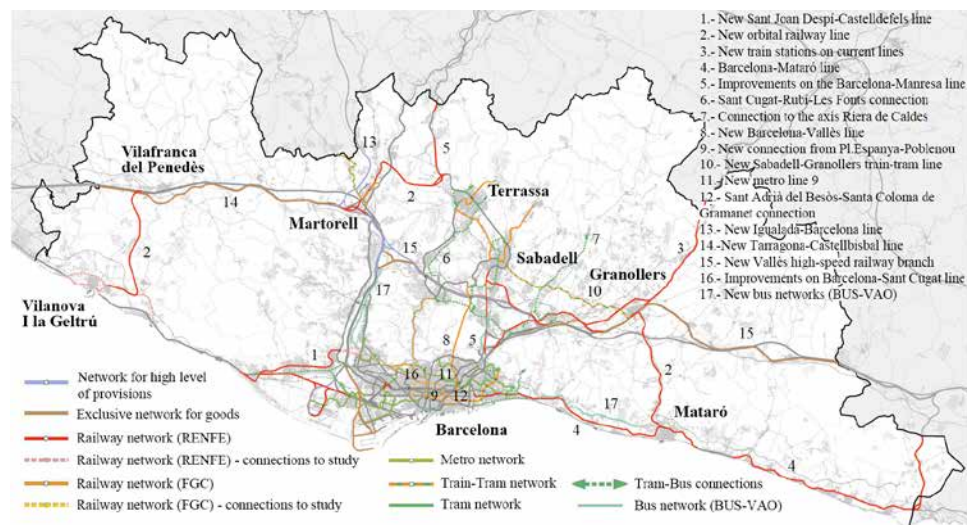 1.- New Sant Joan Despí-Castelldefels line
2.- New orbital railway line
3.- New train stations on current lines
4.- Barcelona-Mataró line
5.- Improvements on the Barcelona-Manresa line
6.- Sant Cugat-Rubí-Les Fonts connection
7.- Connection to the axis Riera de Caldes
8.- New Barcelona-Vallès line
9.- New connection from Pl.Espanya-Poblenou
10.- New Sabadell-Granollers train-tram line
11.- New metro line 9
12.- Sant Adrià del Besòs-Santa Coloma de
Gramanet connection
13.- New Igualada-Barcelona line
14.- New Tarragona-Castellbisbal line
15.- New Vallès high-speed railway branch
16.- Improvements on Barcelona-Sant Cugat line
17.- New bus networks (BUS-VAO)
13
5
Vilafranca
del Penedès
2
Terrassa
14
Martorell
15
7
3
2
6
Sabadell
Granollers
Vilanova
I la Geltrú
17
10
15
8
5
1
16
11
2
9
12
17
Mataró
Barcelona
4
4
Network for high level
of provisions
Exclusive network for goods
Railway network (RENFE)
Railway network (RENFE) - connections to study
Railway network (FGC)
Railway network (FGC) - connections to study
Metro network
Train-Tram network
Tram network
Tram-Bus connections
Bus network (BUS-VAO)